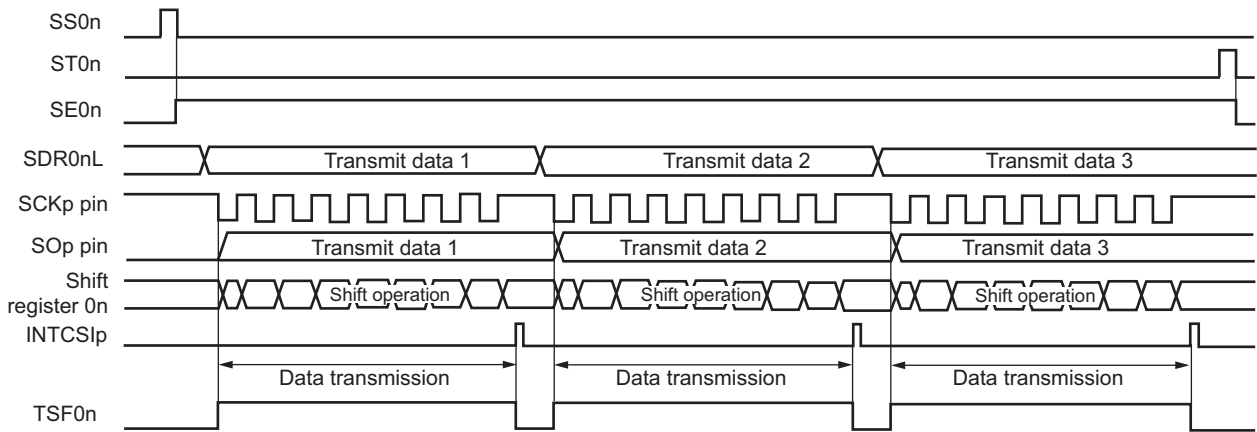 SS0n
ST0n
SE0n
SDR0nL Transmit data 1 Transmit data 2 Transmit data 3
SCKp pin
SOp pin Transmit data 1 Transmit data 2 Transmit data 3
Shift
register 0n Shift operation Shift operation Shift operation
INTCSIp
Data transmission Data transmission Data transmission
TSF0n